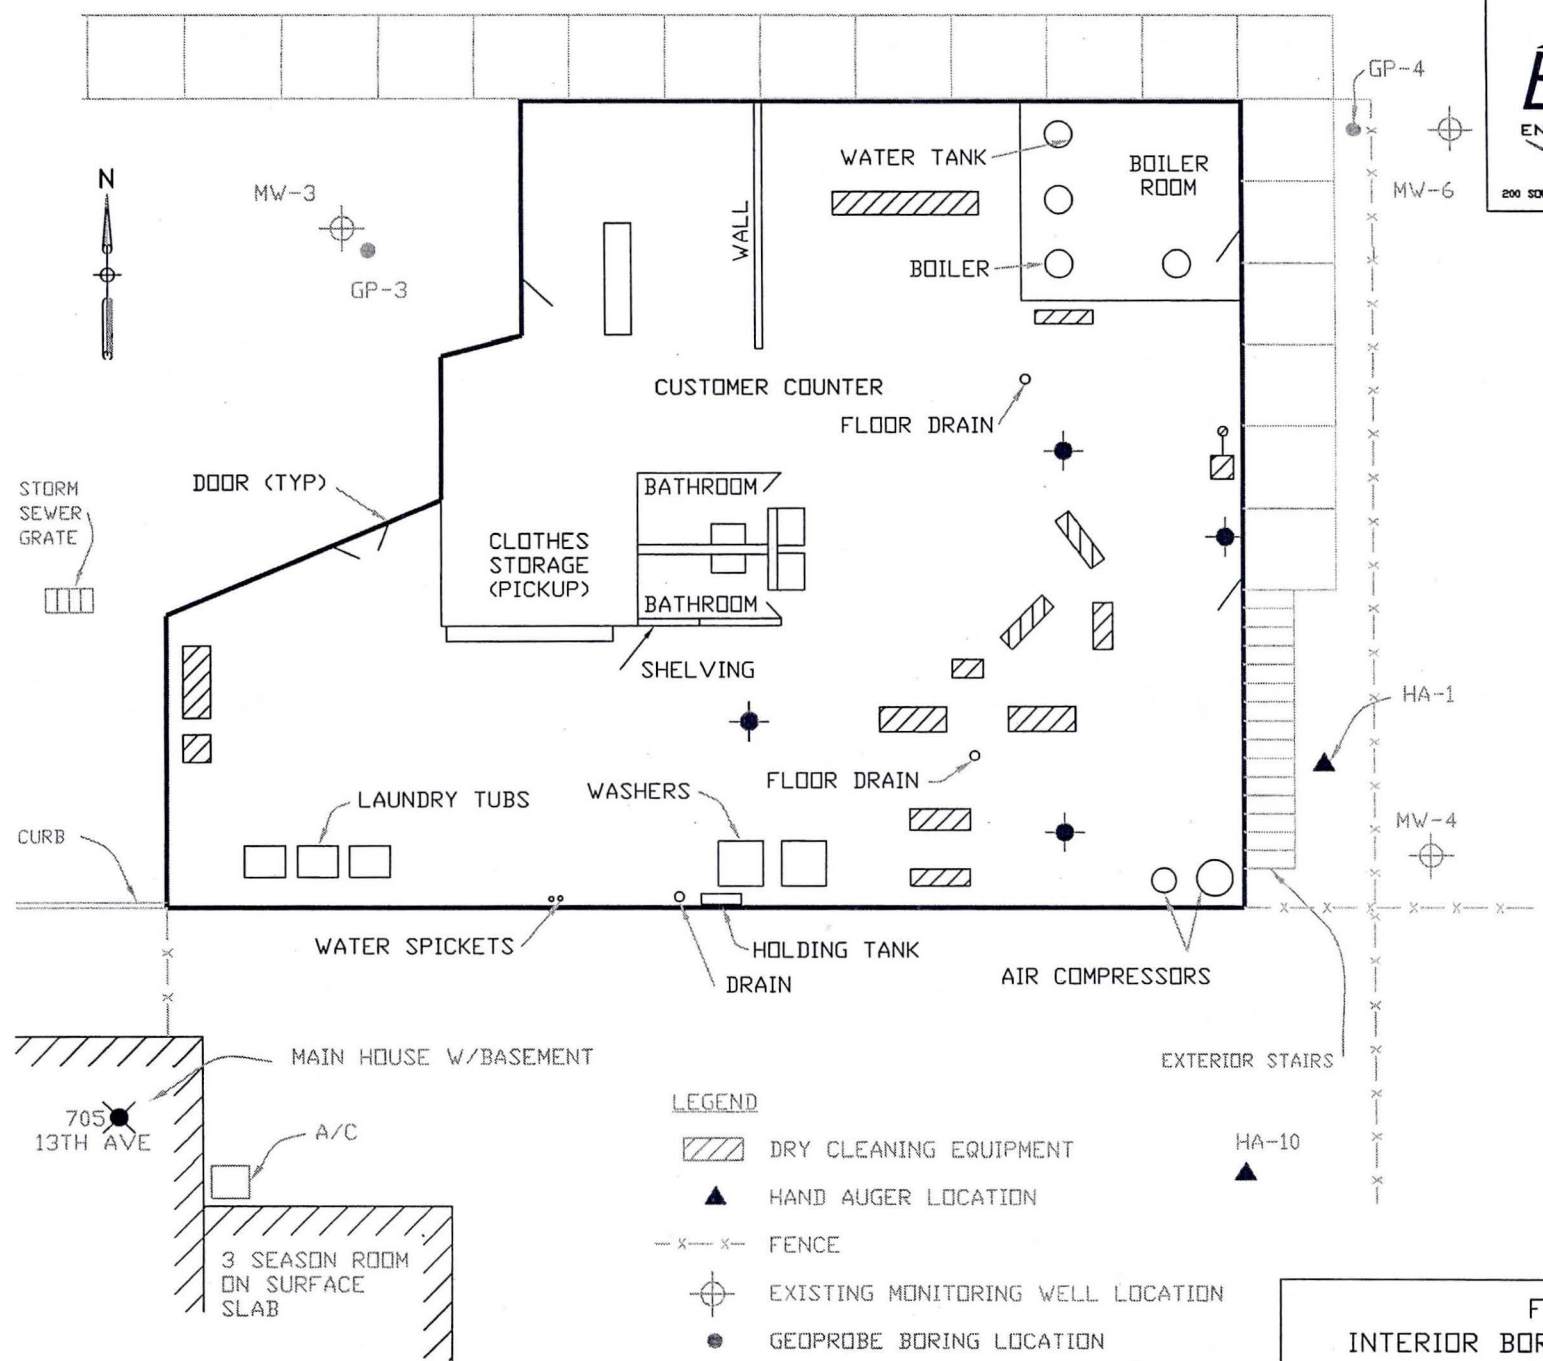 GP-4
EN
MW-6
200 SO
N
MW-3
GP-3
WATER TANK
BOILER
ROOM
WALL
BOILER
CUSTOMER COUNTER
FLOOR DRAIN
DOOR (TYP)
STORM
SEWER
GRATE
BATHROOM
CLOTHES
STORAGE
(PICKUP)
BATHROOM
SHELVING
HA-1
FLOOR DRAIN
WASHERS
LAUNDRY TUBS
CURB
MW-4
WATER SPICKETS
HOLDING TANK
DRAIN
AIR COMPRESSORS
MAIN HOUSE W/BASEMENT
EXTERIOR STAIRS
705
13TH AVE
A/C
HA-10
3 SEASON ROOM
ON SURFACE
SLAB
LEGEND
DRY CLEANING EQUIPMENT
HAND AUGER LOCATION
FENCE
EXISTING MONITORING WELL LOCATION
GEOPROBE BORING LOCATION
F
INTERIOR BOR